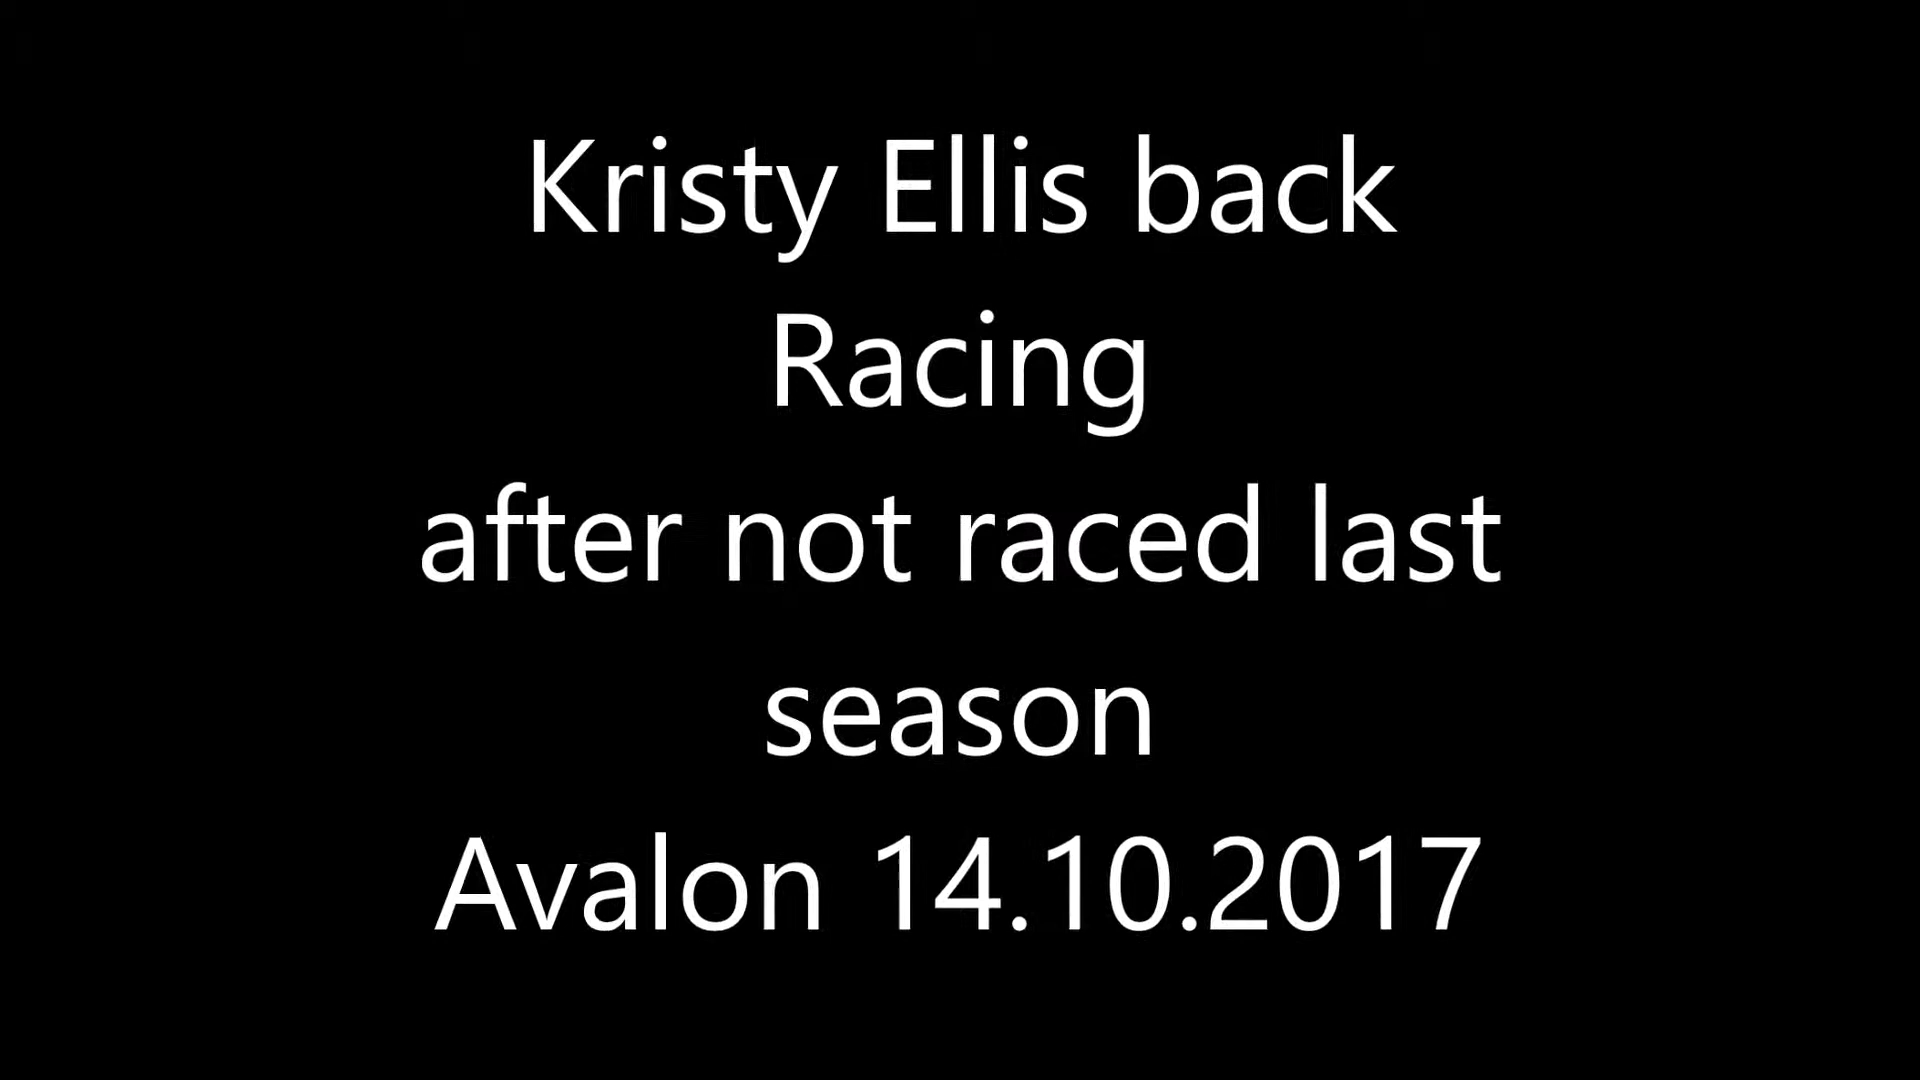 Kristy Ellis back
Racing
after not raced last
season
Avalon 14.10.2017